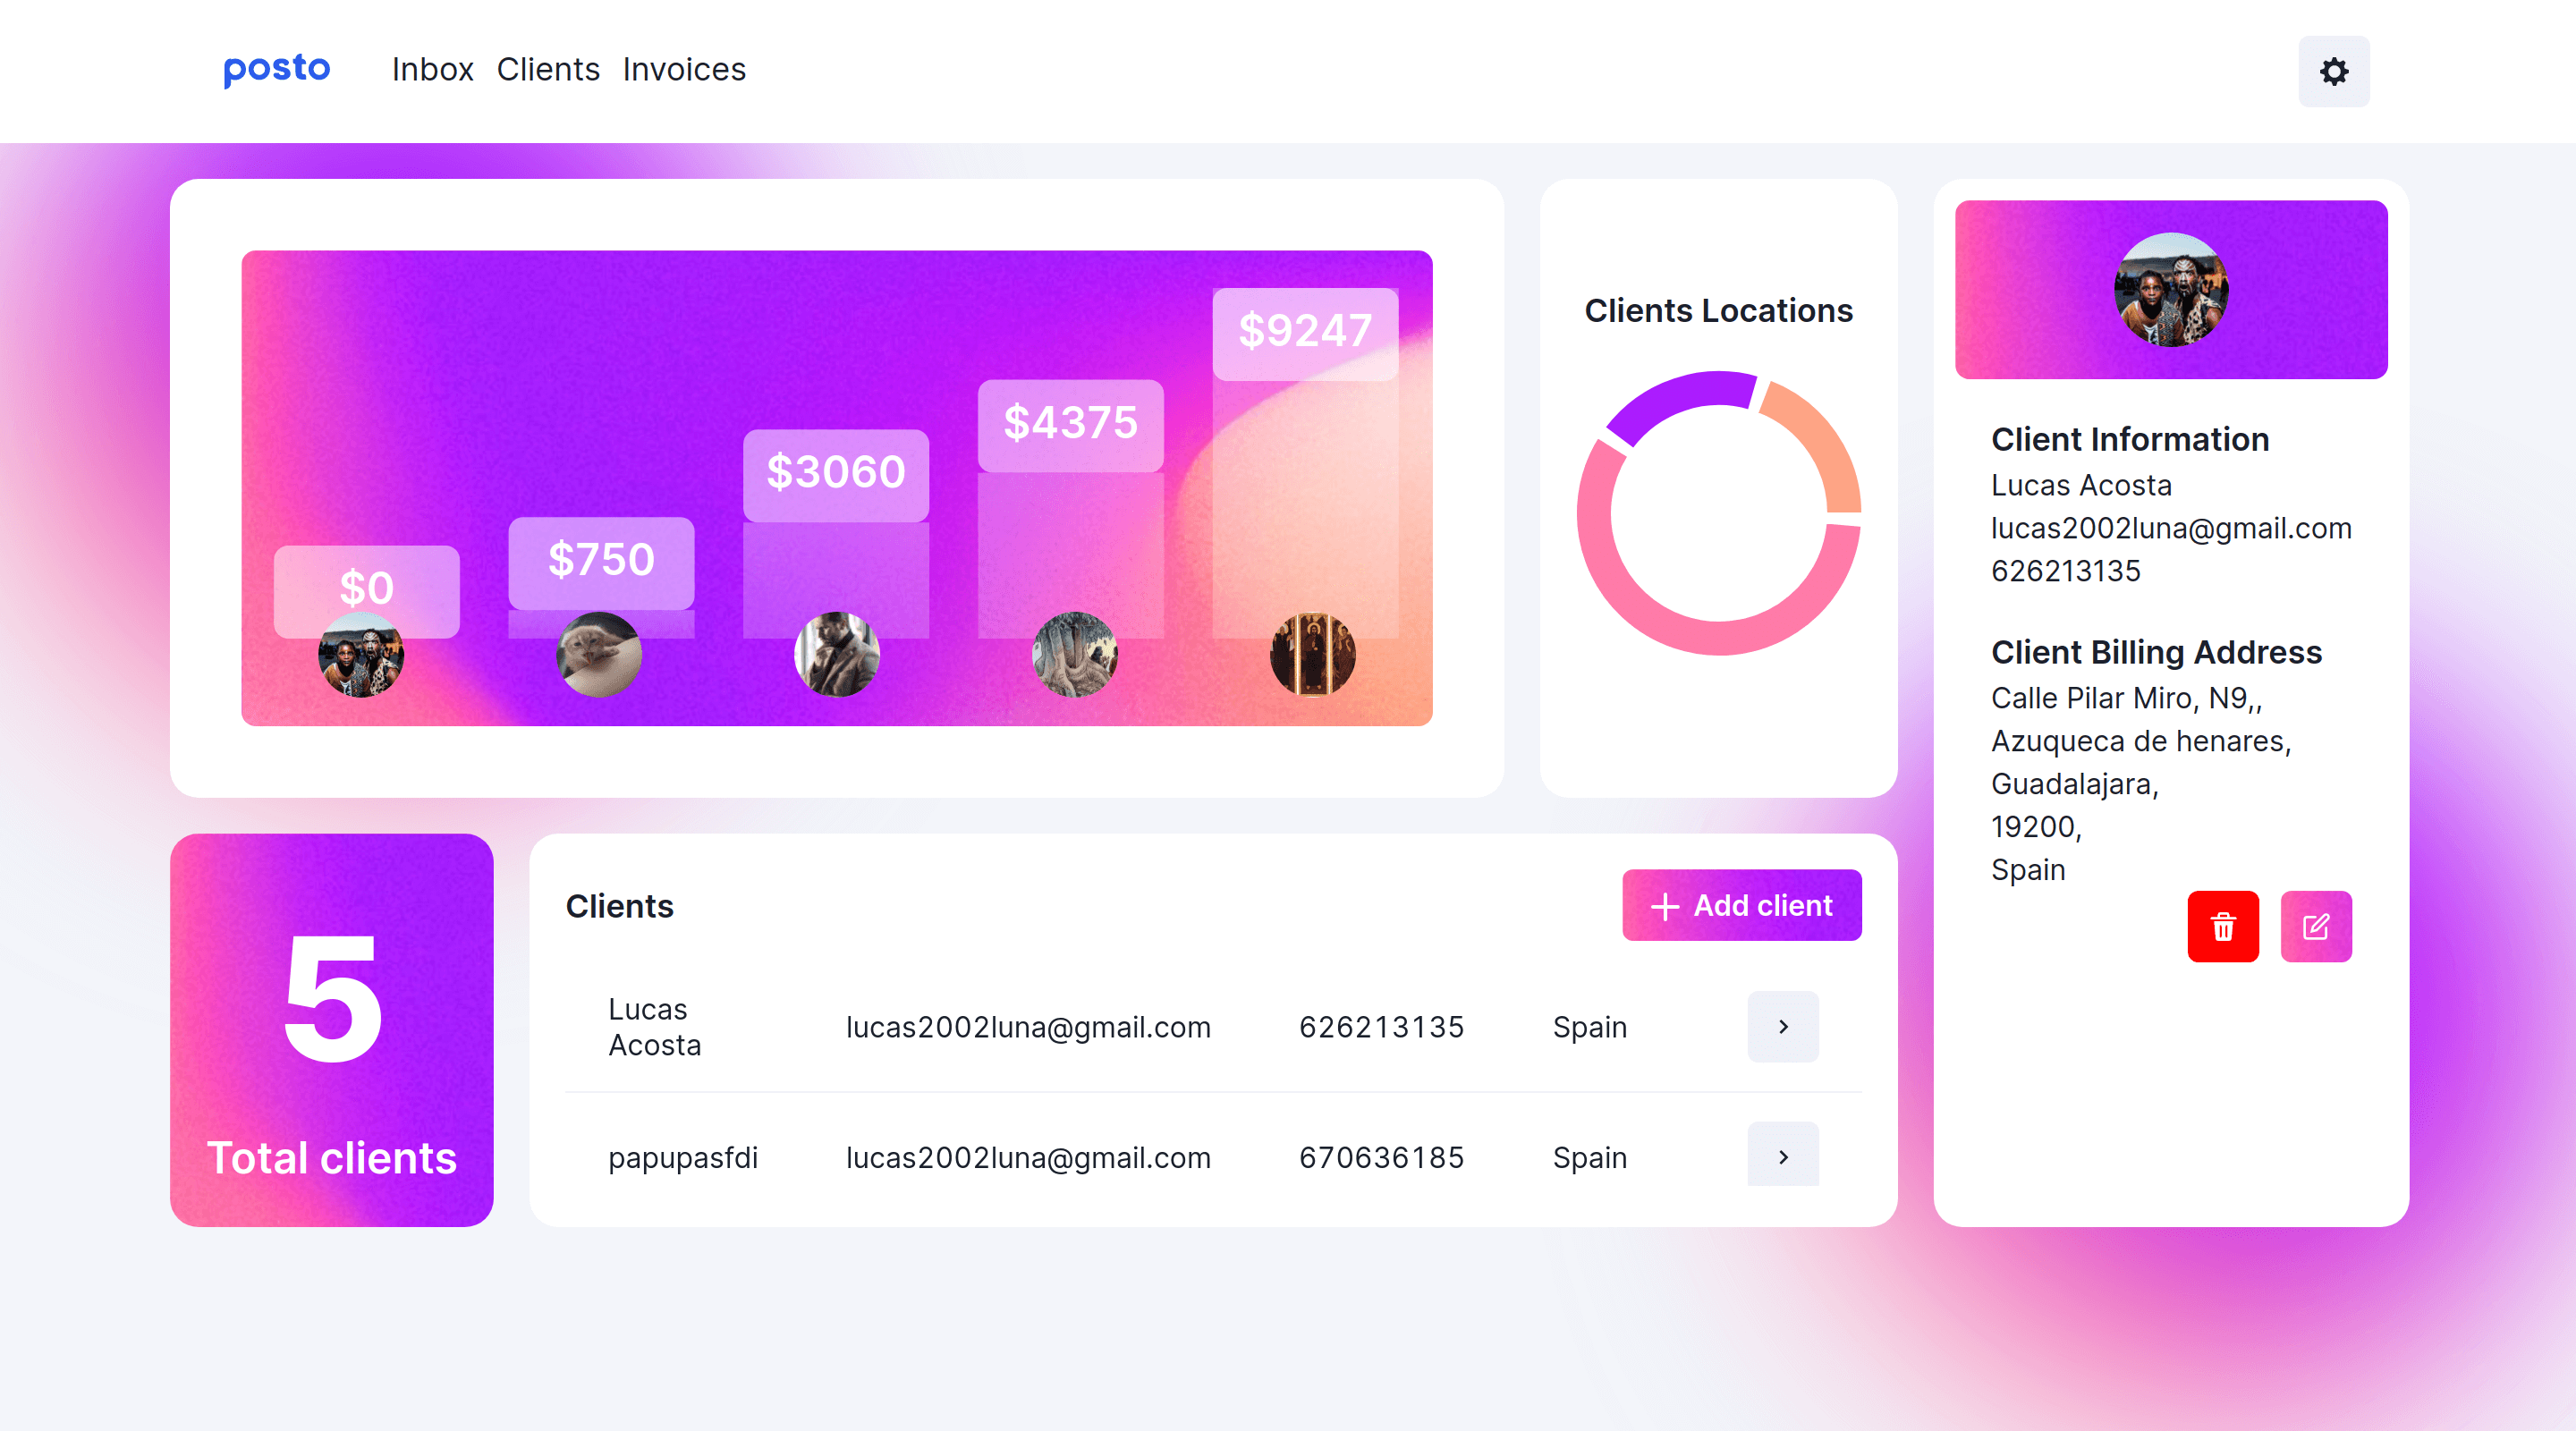 posto
Inbox Clients Invoices
$0
$750
$3060
$4375
$9247
Clients Locations
Client Information
Lucas Acosta
lucas2002luna@gmail.com
626213135
Client Billing Address
Calle Pilar Miro, N9,,
Azuqueca de henares,
Guadalajara,
19200,
Spain
5
Total clients
Clients
Add client
Lucas
Acosta
lucas2002luna@gmail.com
626213135
Spain
papupasfdi
lucas2002luna@gmail.com
670636185
Spain